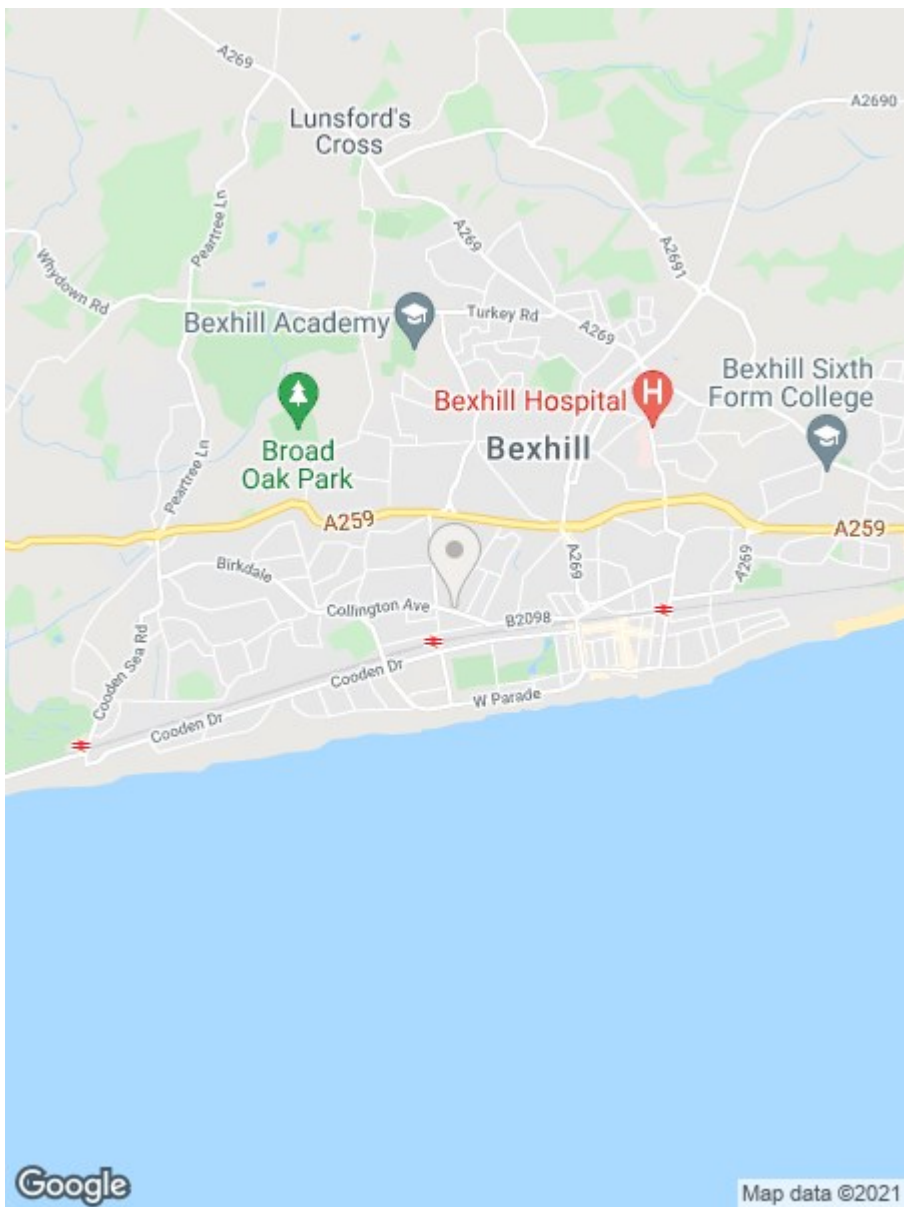 A269
A2690
Lunsford's
Cross
Peartree Ln
A269
A2691
Whydown Rd
Bexhill Academy
Turkey Rd
A269
Bexhill Sixth
Form College
Bexhill Hospital
H
Bexhill
Broad
Oak Park
Peartree Ln
A259
A259
Birkdale
A269
A269
Collington Ave
B2098
Cooden Sea Rd
Cooden Dr
W Parade
Cooden Dr
Google
Map data ©2021